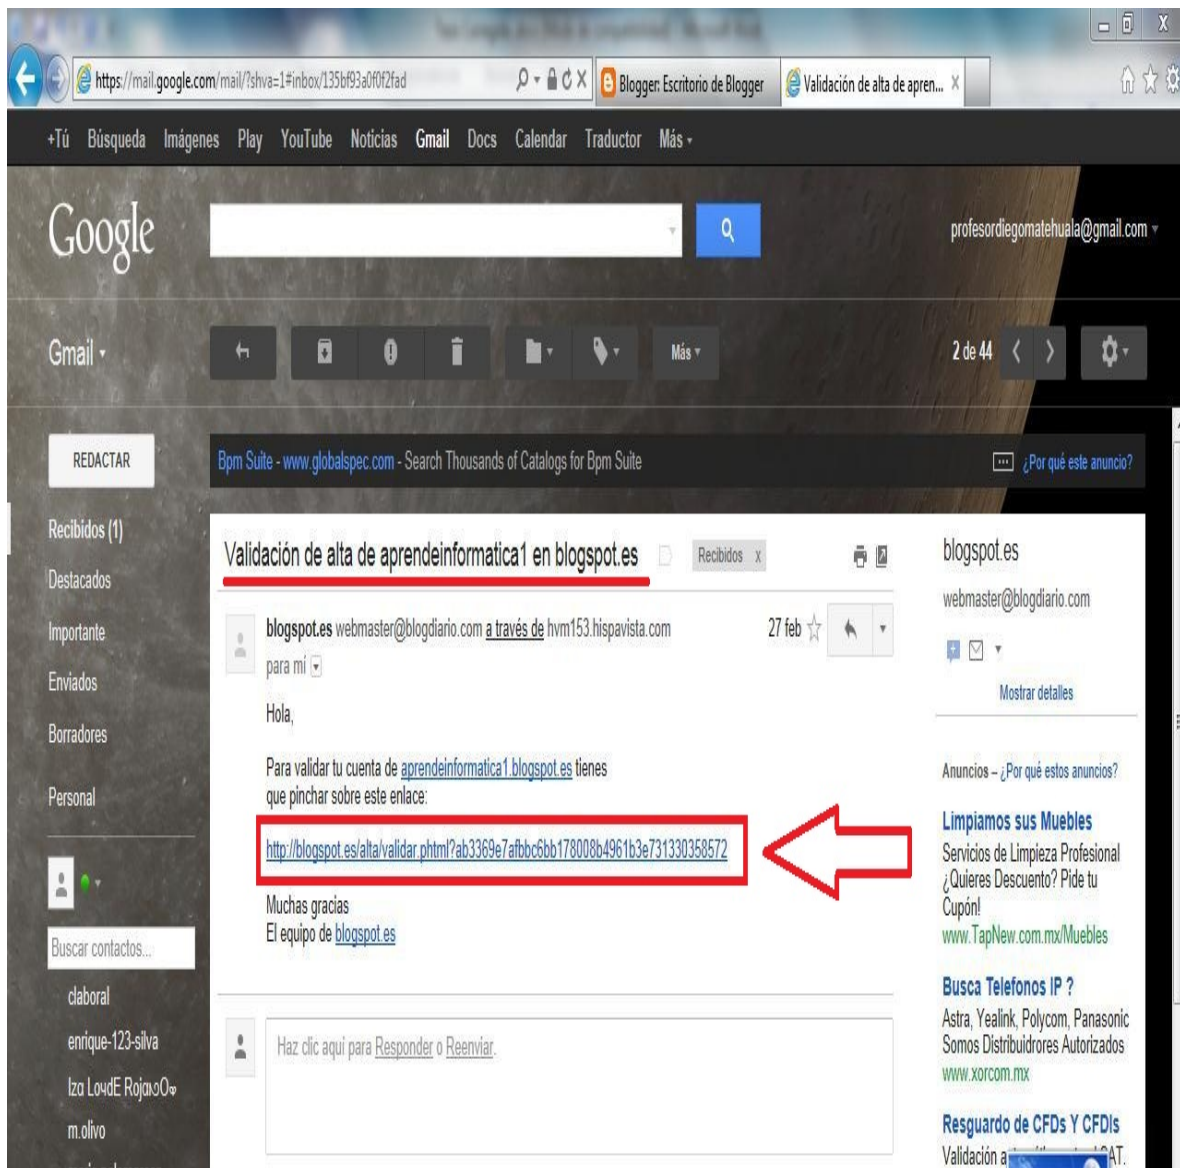 https://mail.google.com/mail/?shva=1#inbox/135bf93a0f0f2fad
Blogger: Escritorio de Blogger
Validación de alta de apren...
+Tú Búsqueda Imágenes Play YouTube Noticias Gmail Docs Calendar Traductor Más
Google
profesordiegomatehuala@gmail.com
Gmail
Más
2 de 44
REDACTAR
Bpm Suite - www.globalspec.com - Search Thousands of Catalogs for Bpm Suite
¿Por qué este anuncio?
Recibidos (1)
Destacados
Importante
Enviados
Borradores
Personal
Buscar contactos...
claboral
enrique-123-silva
m.olivo
Validación de alta de aprendeinformatica1 en blogspot.es
Recibidos x
blogspot.es webmaster@blogdiario.com a través de hvm153.hispavista.com
27 feb
para mí
Hola,
Para validar tu cuenta de aprendeinformatica1.blogspot.es tienes
que pinchar sobre este enlace:
http://blogspot.es/alta/validar.phtml?ab3369e7afbbc6bb178008b4961b3e731330358572
Muchas gracias
El equipo de blogspot.es
Haz clic aquí para Responder o Reenviar.
blogspot.es
webmaster@blogdiario.com
Mostrar detalles
Anuncios – ¿Por qué estos anuncios?
Limpiamos sus Muebles
Servicios de Limpieza Profesional
¿Quieres Descuento? Pide tu
Cupón!
www.TapNew.com.mx/Muebles
Busca Telefonos IP ?
Astra, Yealink, Polycom, Panasonic
Somos Distribuidrores Autorizados
www.xorcom.mx
Resguardo de CFDs Y CFDIs
Validación